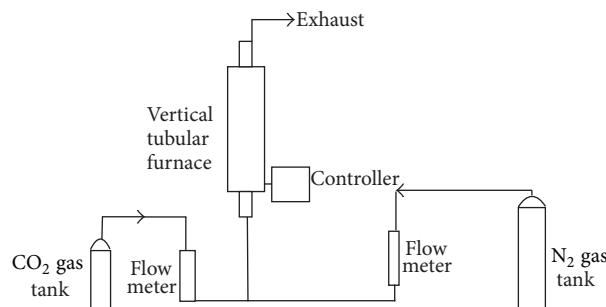 Exhaust
Vertical
tubular
furnace
Controller
CO₂ gas
tank
Flow
meter
Flow
meter
N₂ gas
tank